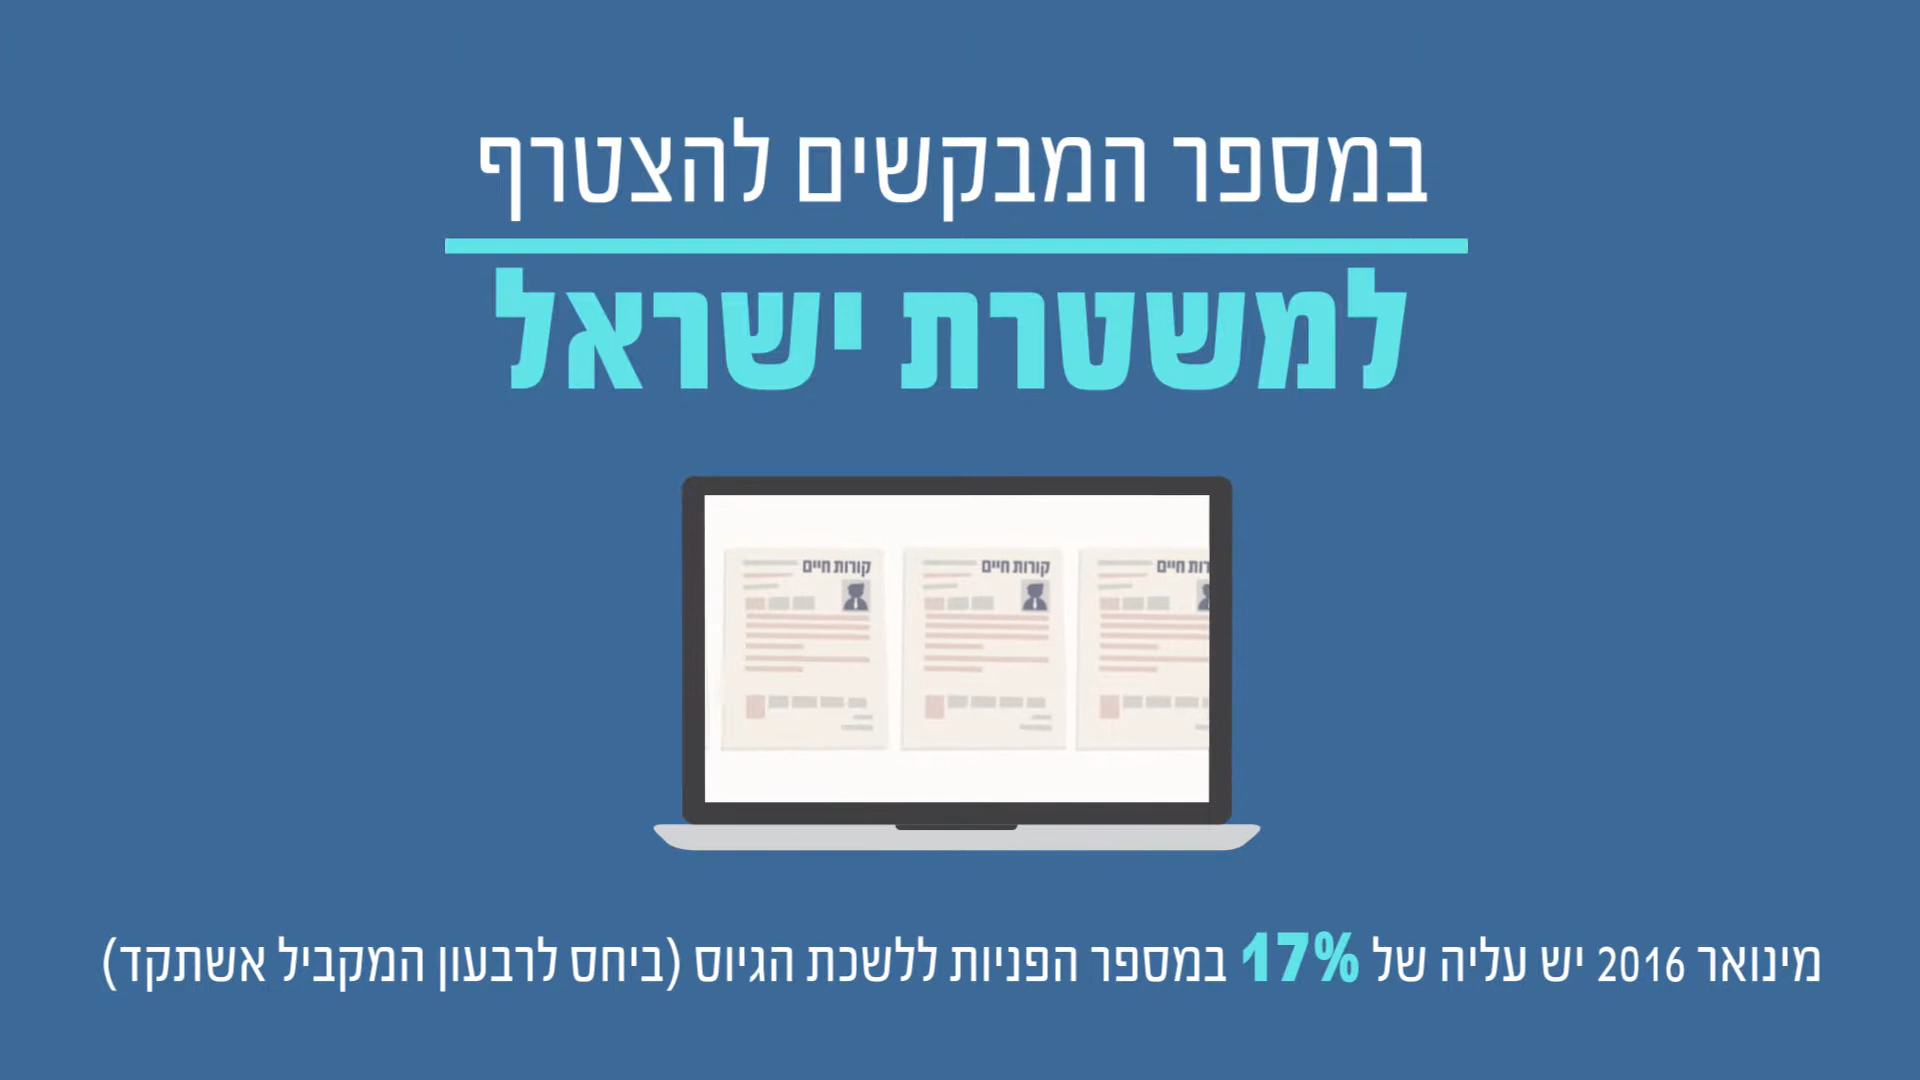 במספר המבקשים להצטרף
למשטרת ישראל
קורות חיים
קורות חיים
חיים
מינואר 2016 יש עליה של 17% במספר הפניות ללשכת הגיוס (ביחס לרבעון המקביל אשתקד)